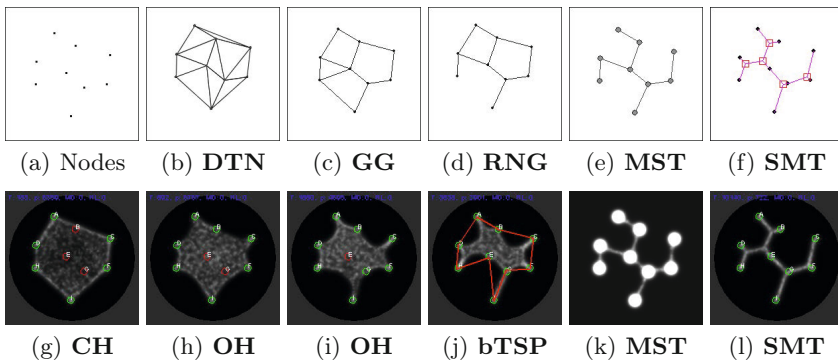 (a) Nodes
(b) DTN
(c) GG
(d) RNG
(e) MST
(f) SMT
A
B
C
D
E
H
G
F
I
A
B
C
D
E
H
G
F
I
A
B
C
D
E
H
G
F
I
A
B
C
D
E
H
G
F
I
A
B
C
D
E
H
G
F
I
(g) CH
(h) OH
(i) OH
(j) bTSP
(k) MST
(l) SMT